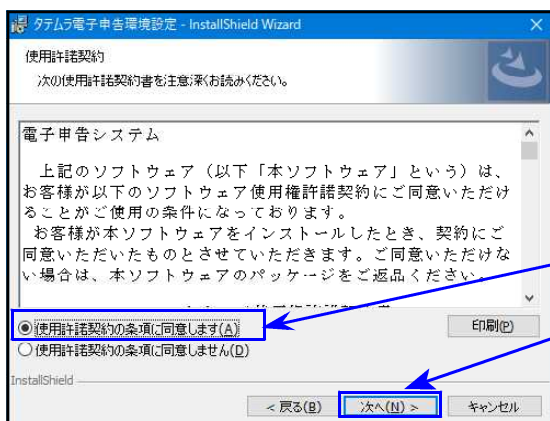 タテムラ電子申告環境設定 - InstallShield Wizard
使用許諾契約
次の使用許諾契約書を注意深くお読みください。
電子申告システム
上記のソフトウェア（以下「本ソフトウェア」という）は、
お客様が以下のソフトウェア使用権許諾契約にご同意いただけ
ることがご使用の条件になっております。
お客様が本ソフトウェアをインストールしたとき、契約にご
同意いただいたものとさせていただきます。ご同意いただけな
い場合は、本ソフトウェアのパッケージをご返品ください。
使用許諾契約の条項に同意します(A)
印刷(P)
使用許諾契約の条項に同意しません(D)
InstallShield
< 戻る(B)
次へ(N) >
キャンセル